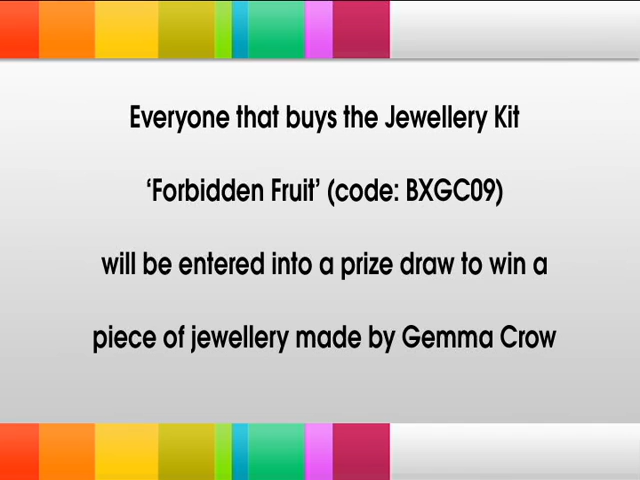 Everyone that buys the Jewellery Kit
‘Forbidden Fruit’ (code: BXGC09)
will be entered into a prize draw to win a
piece of jewellery made by Gemma Crow